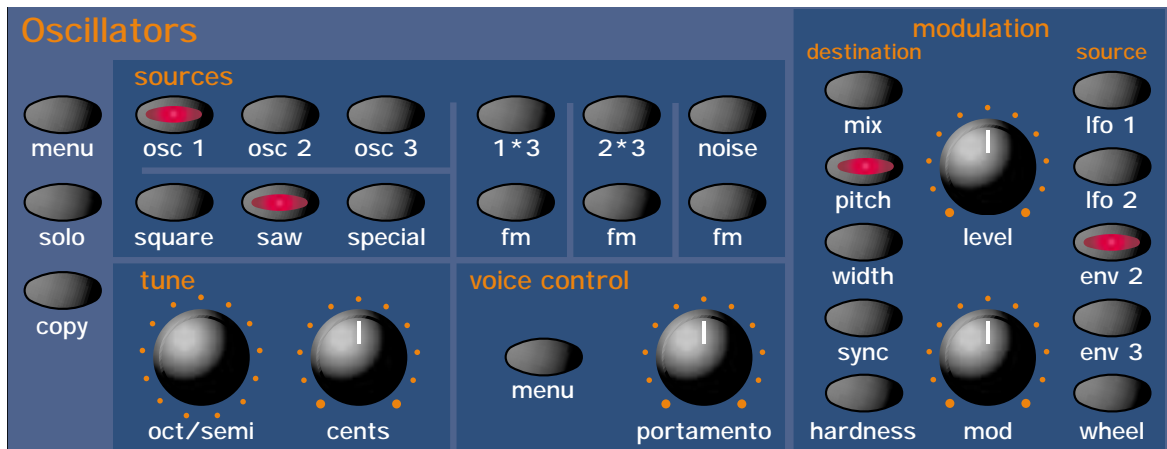 Oscillators
modulation
destination
source
sources
menu
osc 1
osc 2
osc 3
1*3
2*3
noise
mix
lfo 1
solo
square
saw
special
fm
fm
fm
pitch
level
lfo 2
tune
voice control
width
env 2
copy
menu
sync
env 3
oct/semi
cents
portamento
hardness
mod
wheel